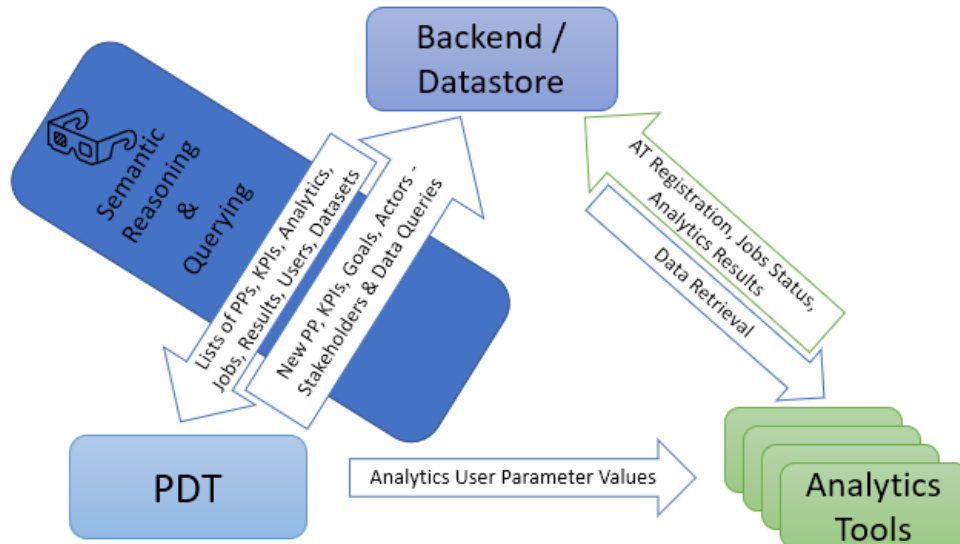 Backend /
Datastore
Semantic
Reasoning
&
Querying
Lists of PPs, KPIs, Analytics,
Jobs, Results, Users, Datasets
New PP, KPIs, Goals, Actors -
Stakeholders & Data Queries
AT Registration, Jobs Status,
Analytics Results
Data Retrieval
PDT
Analytics User Parameter Values
Analytics
Tools